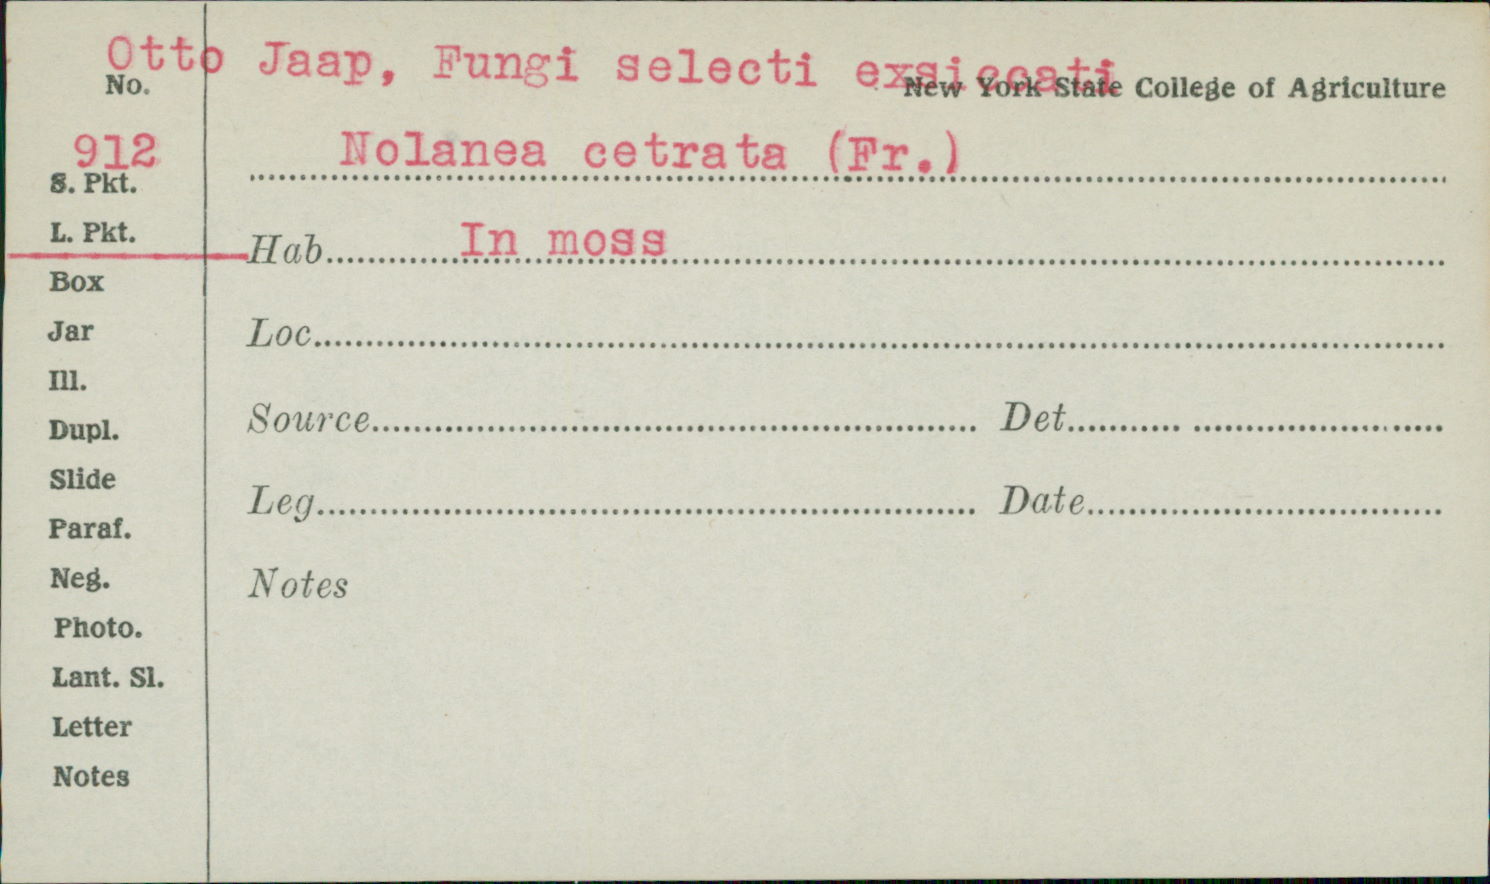 Otto Jaap, Fungi selecti exsiccati
No.
New York State College of Agriculture
912
Nolanea cetrata (Fr.)
S. Pkt.
L. Pkt.
Hab. In moss
Box
Jar
Loc.
Ill.
Dupl.
Source Det.
Slide
Leg. Date
Paraf.
Neg.
Notes
Photo.
Lant. Sl.
Letter
Notes